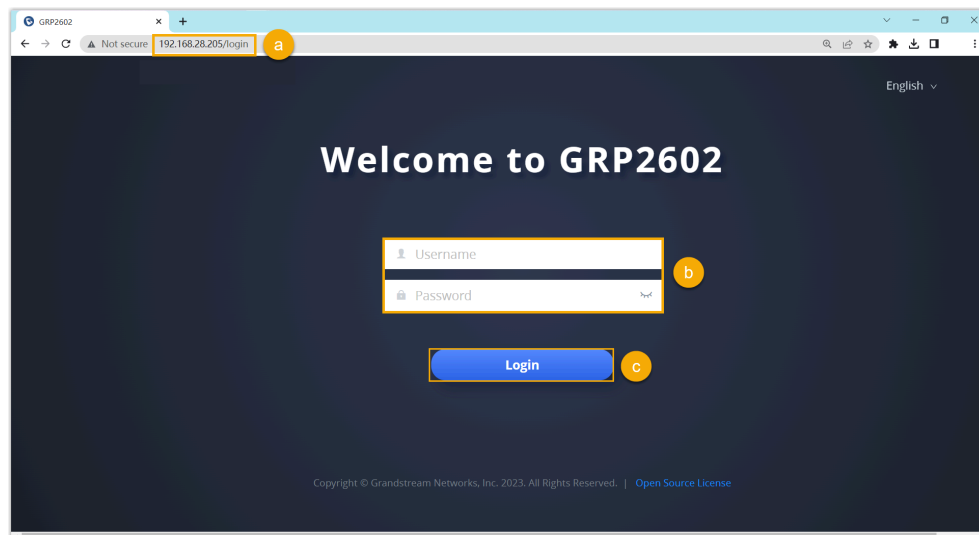 GRP2602
Not secure 192.168.28.205/login
a
English
Welcome to GRP2602
Username
b
Password
Login
c
Copyright © Grandstream Networks, Inc. 2023. All Rights Reserved. | Open Source License